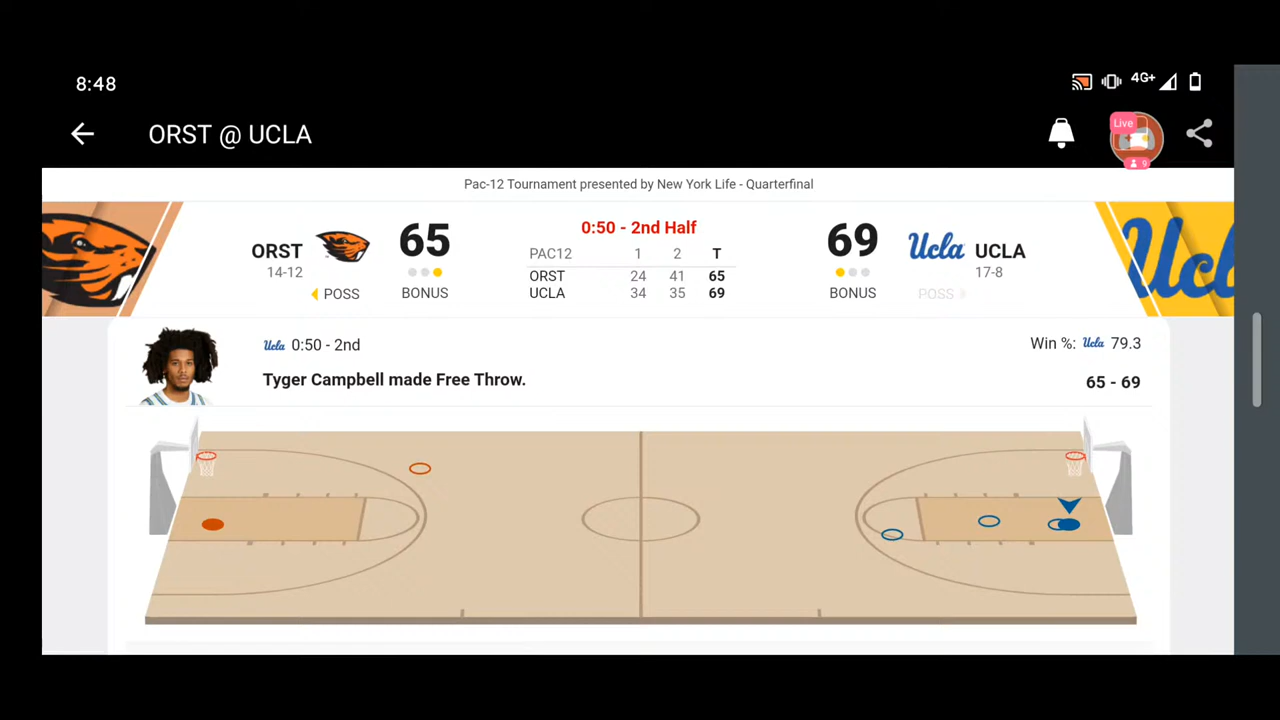 8:48
4G+
ORST @ UCLA
Live
9
Pac-12 Tournament presented by New York Life - Quarterfinal
ORST
14-12
POSS
65
BONUS
0:50 - 2nd Half
PAC12 1 2 T
ORST 24 41 65
UCLA 34 35 69
69
BONUS
Ucla UCLA
17-8
POSS
Ucl
Ucla 0:50 - 2nd
Win %: Ucla 79.3
Tyger Campbell made Free Throw.
65 - 69